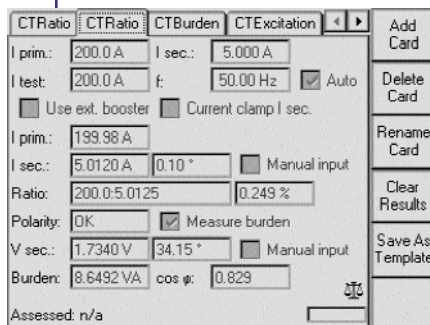 CTRatio CTRatio CTBurden CTExcitation
I prim.: 200.0 A I sec.: 5.000 A
I test: 200.0 A f: 50.00 Hz Auto
Use ext. booster Current clamp I sec.
I prim.: 199.98 A
I sec.: 5.0120 A 0.10 ° Manual input
Ratio: 200.0:5.0125 0.249 %
Polarity: OK Measure burden
V sec.: 1.7340 V 34.15 ° Manual input
Burden: 8.6492 VA cos φ: 0.829
Assessed: n/a
Add
Card
Delete
Card
Rename
Card
Clear
Results
Save As
Template